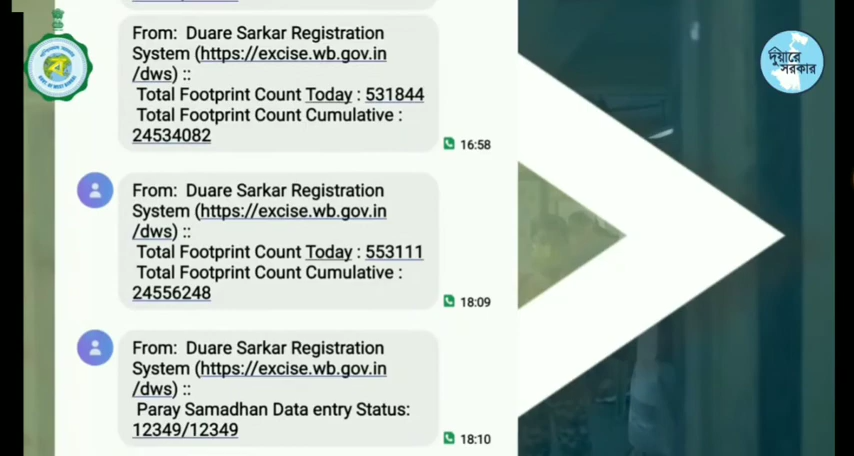 From: Duare Sarkar Registration
System (https://excise.wb.gov.in
/dws) ::
Total Footprint Count Today : 531844
Total Footprint Count Cumulative :
24534082
16:58
From: Duare Sarkar Registration
System (https://excise.wb.gov.in
/dws) ::
Total Footprint Count Today : 553111
Total Footprint Count Cumulative :
24556248
18:09
From: Duare Sarkar Registration
System (https://excise.wb.gov.in
/dws) ::
Paray Samadhan Data entry Status:
12349/12349
18:10
দুয়ারে
সরকার